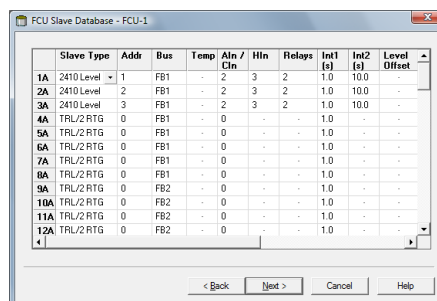 FCU Slave Database - FCU-1
Slave Type Addr Bus Temp AIn / CIn HIn Relays Int1 (s) Int2 (s) Level Offset
1A 2410 Level 1 FB1 - 2 3 2 1.0 10.0 -
2A 2410 Level 2 FB1 - 2 3 2 1.0 10.0 -
3A 2410 Level 3 FB1 - 2 3 2 1.0 10.0 -
4A TRL/2 RTG 0 FB1 - 0 - - 1.0 - -
5A TRL/2 RTG 0 FB1 - 0 - - 1.0 - -
6A TRL/2 RTG 0 FB1 - 0 - - 1.0 - -
7A TRL/2 RTG 0 FB1 - 0 - - 1.0 - -
8A TRL/2 RTG 0 FB1 - 0 - - 1.0 - -
9A TRL/2 RTG 0 FB2 - 0 - - 1.0 - -
10A TRL/2 RTG 0 FB2 - 0 - - 1.0 - -
11A TRL/2 RTG 0 FB2 - 0 - - 1.0 - -
12A TRL/2 RTG 0 FB2 - 0 - - 1.0 - -
< Back Next > Cancel Help